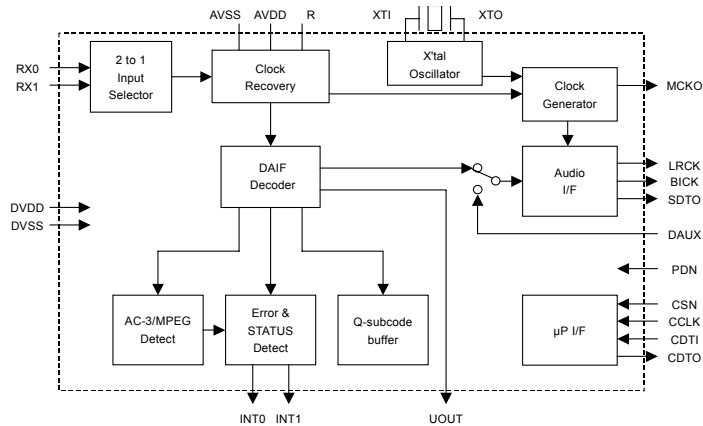 AVSS AVDD R XTI XTO
RX0
RX1
2 to 1
Input
Selector
Clock
Recovery
X'tal
Oscillator
Clock
Generator
MCKO
DAIF
Decoder
Audio
I/F
LRCK
BICK
SDTO
DVDD
DVSS
DAUX
PDN
AC-3/MPEG
Detect
Error &
STATUS
Detect
Q-subcode
buffer
µP I/F
CSN
CCLK
CDTI
CDTO
INT0 INT1 UOUT